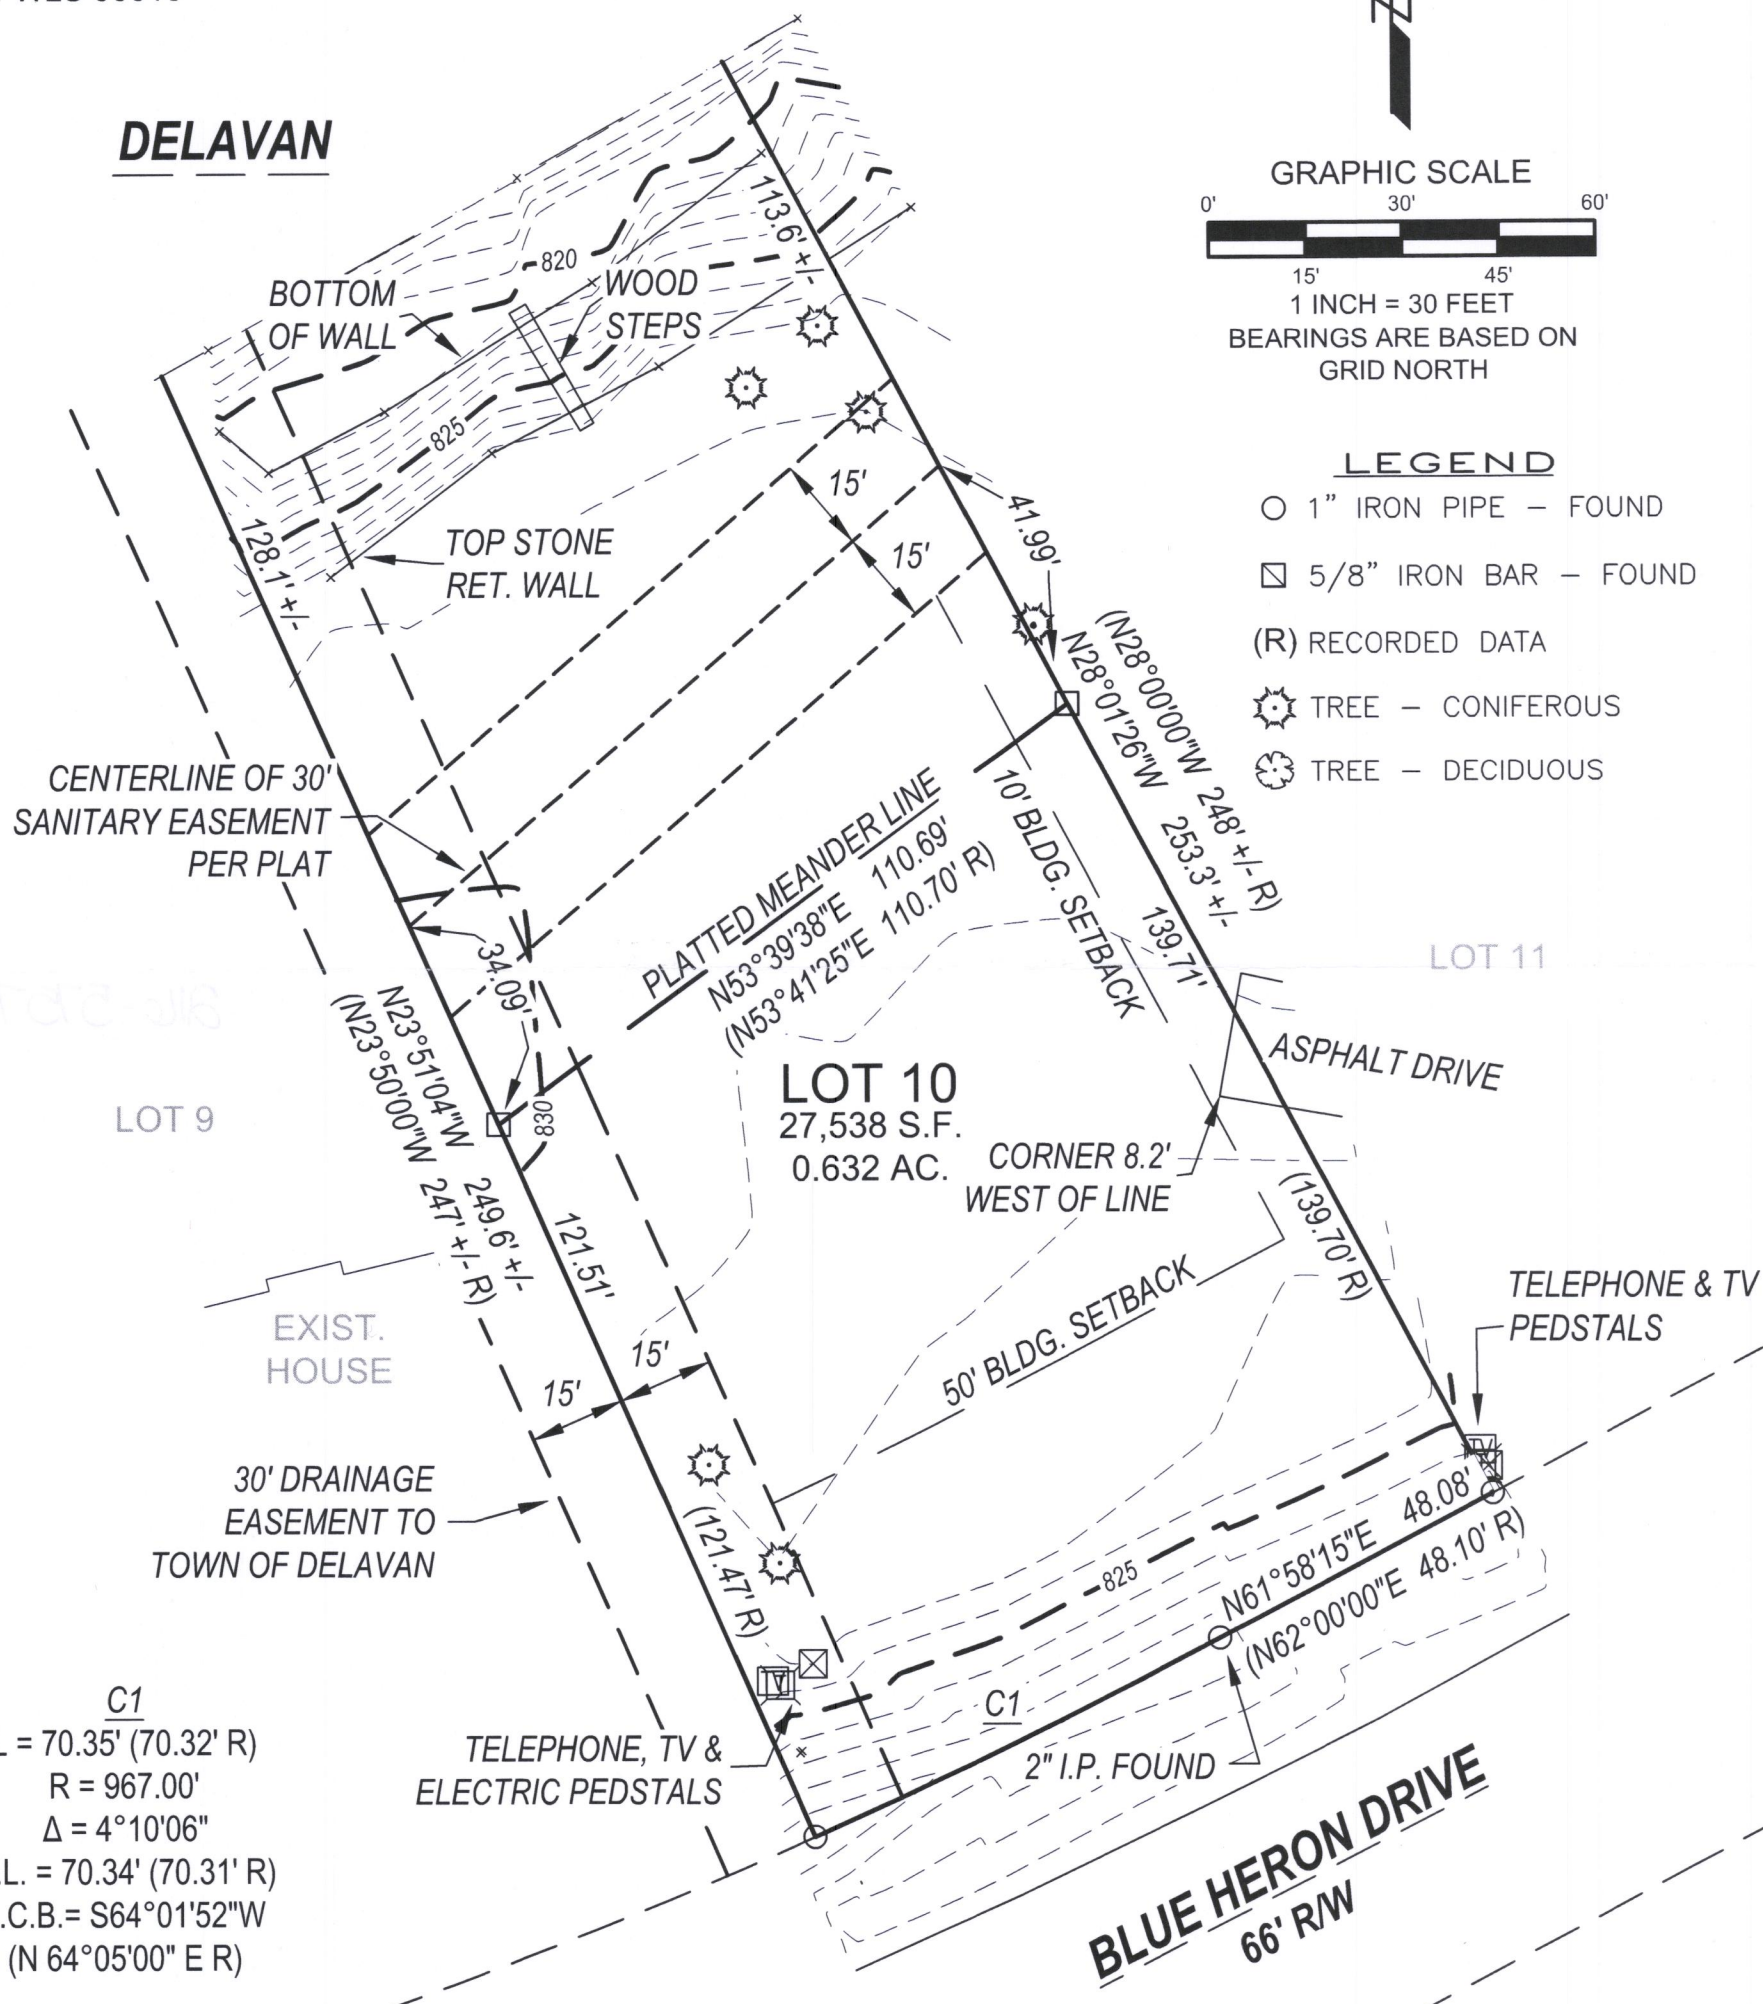 DELAVAN
GRAPHIC SCALE
0' 30' 60'
15' 45'
1 INCH = 30 FEET
BEARINGS ARE BASED ON
GRID NORTH
LEGEND
1" IRON PIPE – FOUND
5/8" IRON BAR – FOUND
(R) RECORDED DATA
TREE – CONIFEROUS
TREE – DECIDUOUS
113.6' +/-
820
BOTTOM
OF WALL
WOOD
STEPS
825
128.1' +/-
TOP STONE
RET. WALL
15'
15'
41.99'
(N28°00'00"W 248' +/- R)
N28°01'26"W 253.3' +/-
CENTERLINE OF 30'
SANITARY EASEMENT
PER PLAT
PLATTED MEANDER LINE
N53°39'38"E 110.69'
(N53°41'25"E 110.70' R)
10' BLDG. SETBACK
139.71'
34.09'
LOT 11
N23°51'04"W 249.6' +/-
(N23°50'00"W 247' +/- R)
830
LOT 9
LOT 10
27,538 S.F.
0.632 AC.
ASPHALT DRIVE
CORNER 8.2'
WEST OF LINE
(139.70' R)
121.51'
EXIST.
HOUSE
50' BLDG. SETBACK
TELEPHONE & TV
PEDSTALS
TV
15'
15'
30' DRAINAGE
EASEMENT TO
TOWN OF DELAVAN
(121.47' R)
825
N61°58'15"E 48.08'
(N62°00'00"E 48.10' R)
C1
2" I.P. FOUND
TELEPHONE, TV &
ELECTRIC PEDSTALS
BLUE HERON DRIVE
66' R/W
C1
= 70.35' (70.32' R)
R = 967.00'
Δ = 4°10'06"
.L. = 70.34' (70.31' R)
.C.B.= S64°01'52"W
(N 64°05'00" E R)